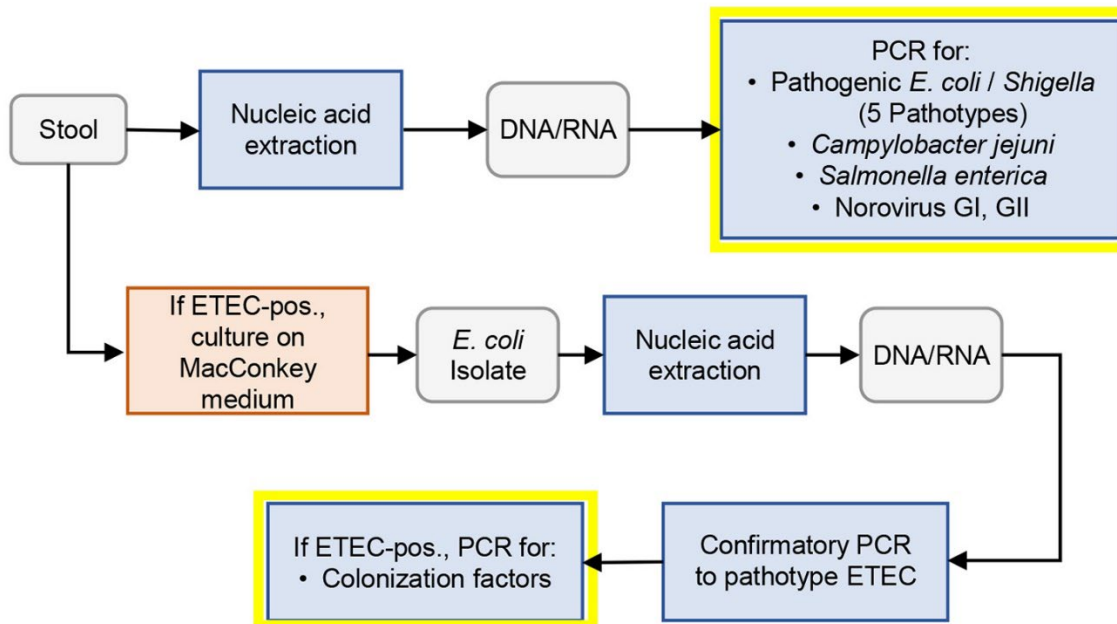 PCR for:
• Pathogenic E. coli / Shigella
(5 Pathotypes)
• Campylobacter jejuni
• Salmonella enterica
• Norovirus GI, GII
Stool
Nucleic acid
extraction
DNA/RNA
If ETEC-pos.,
culture on
MacConkey
medium
E. coli
Isolate
Nucleic acid
extraction
DNA/RNA
If ETEC-pos., PCR for:
• Colonization factors
Confirmatory PCR
to pathotype ETEC